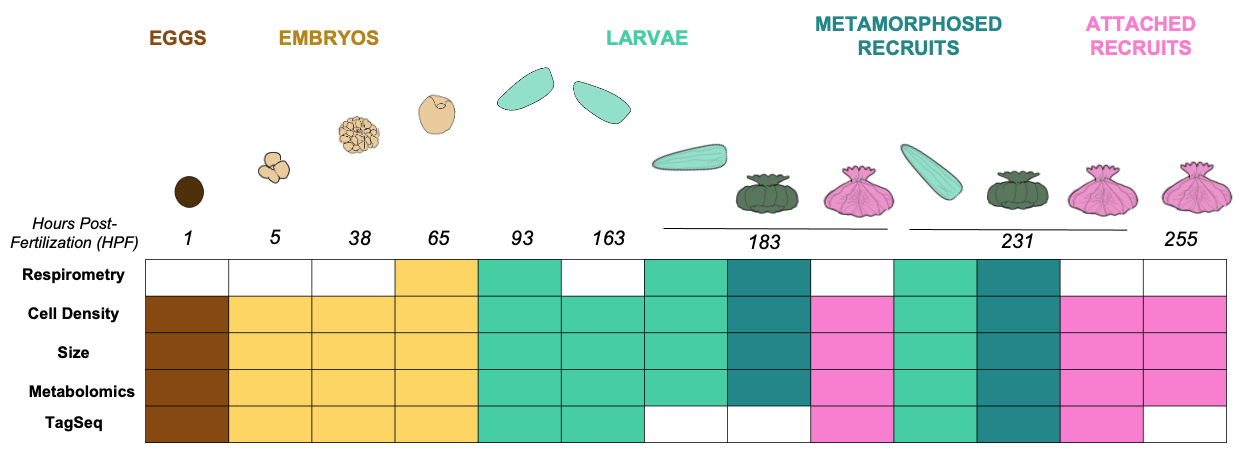 EGGS
EMBRYOS
LARVAE
METAMORPHOSED
RECRUITS
ATTACHED
RECRUITS
Hours Post-
Fertilization (HPF)
1 5 38 65 93 163 183 231 255
Respirometry
Cell Density
Size
Metabolomics
TagSeq